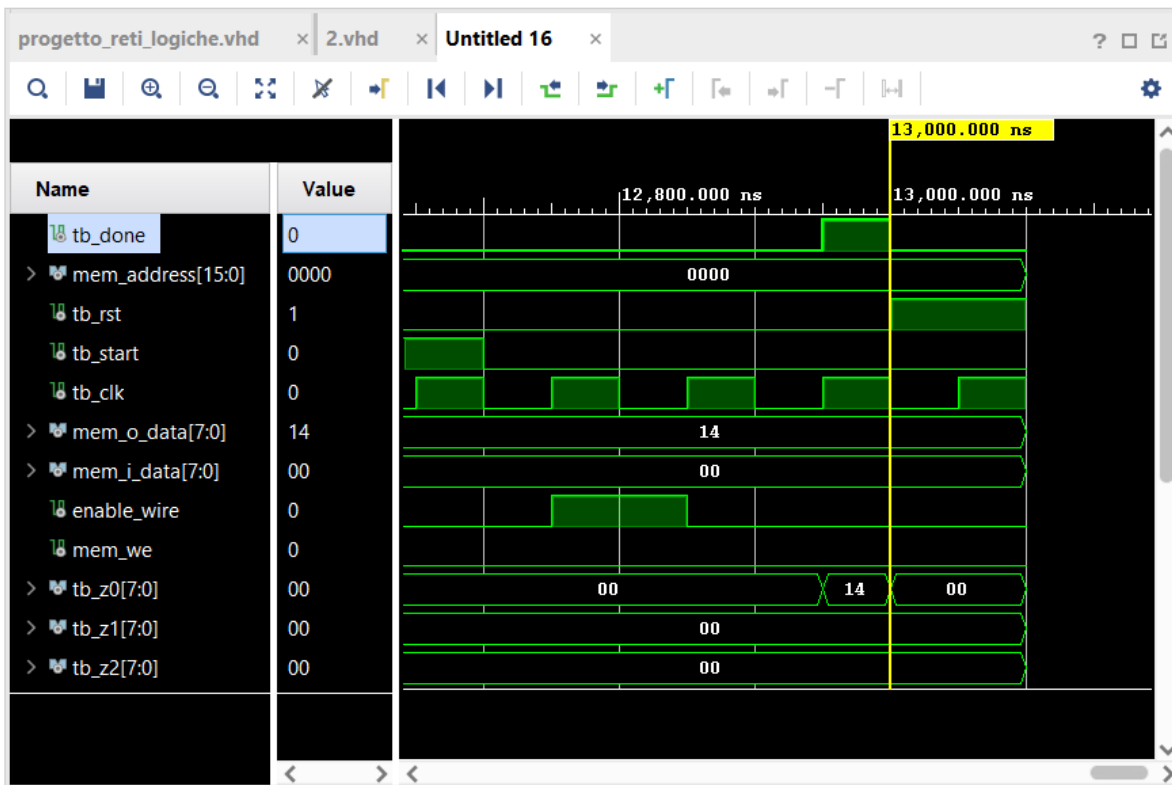 progetto_reti_logiche.vhd × 2.vhd × Untitled 16 × ?
13,000.000 ns
Name Value 12,800.000 ns 13,000.000 ns
tb_done 0
mem_address[15:0] 0000 0000
tb_rst 1
tb_start 0
tb_clk 0
mem_o_data[7:0] 14 14
mem_i_data[7:0] 00 00
enable_wire 0
mem_we 0
tb_z0[7:0] 00 00 14 00
tb_z1[7:0] 00 00
tb_z2[7:0] 00 00